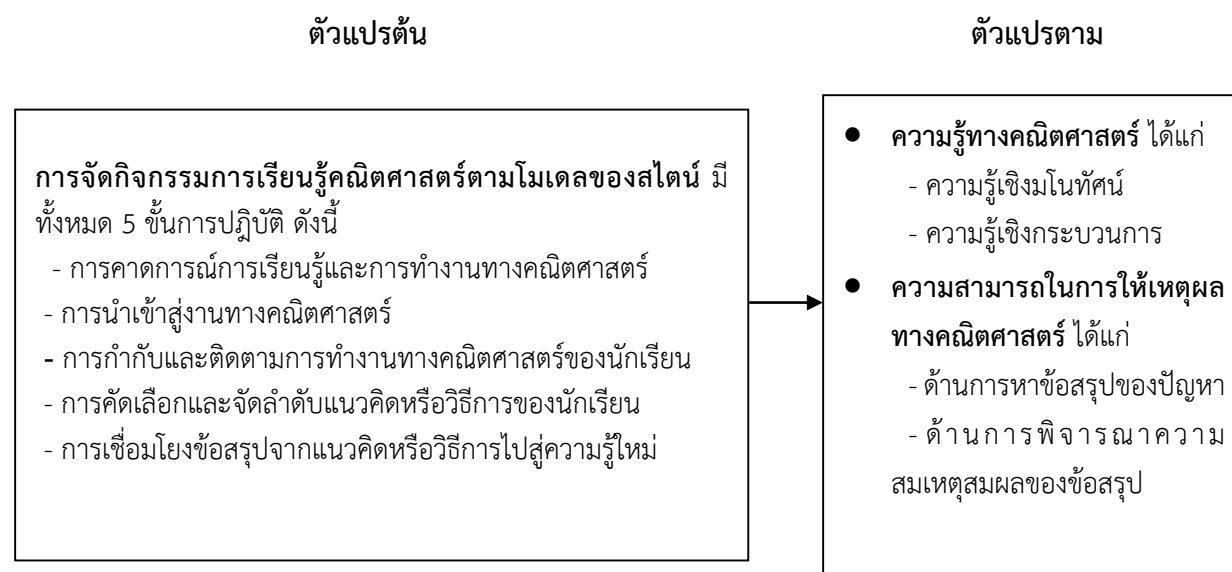 ตัวแปรต้น
ตัวแปรตาม
การจัดกิจกรรมการเรียนรู้คณิตศาสตร์ตามโมเดลของสไตน์ มี
ทั้งหมด 5 ขั้นการปฏิบัติ ดังนี้
- การคาดการณ์การเรียนรู้และการทำงานทางคณิตศาสตร์
- การนำเข้าสู่งานทางคณิตศาสตร์
- การกำกับและติดตามการทำงานทางคณิตศาสตร์ของนักเรียน
- การคัดเลือกและจัดลำดับแนวคิดหรือวิธีการของนักเรียน
- การเชื่อมโยงข้อสรุปจากแนวคิดหรือวิธีการไปสู่ความรู้ใหม่
● ความรู้ทางคณิตศาสตร์ ได้แก่
- ความรู้เชิงมโนทัศน์
- ความรู้เชิงกระบวนการ
● ความสามารถในการให้เหตุผล
ทางคณิตศาสตร์ ได้แก่
- ด้านการหาข้อสรุปของปัญหา
- ด้านการพิจารณาความ
สมเหตุสมผลของข้อสรุป